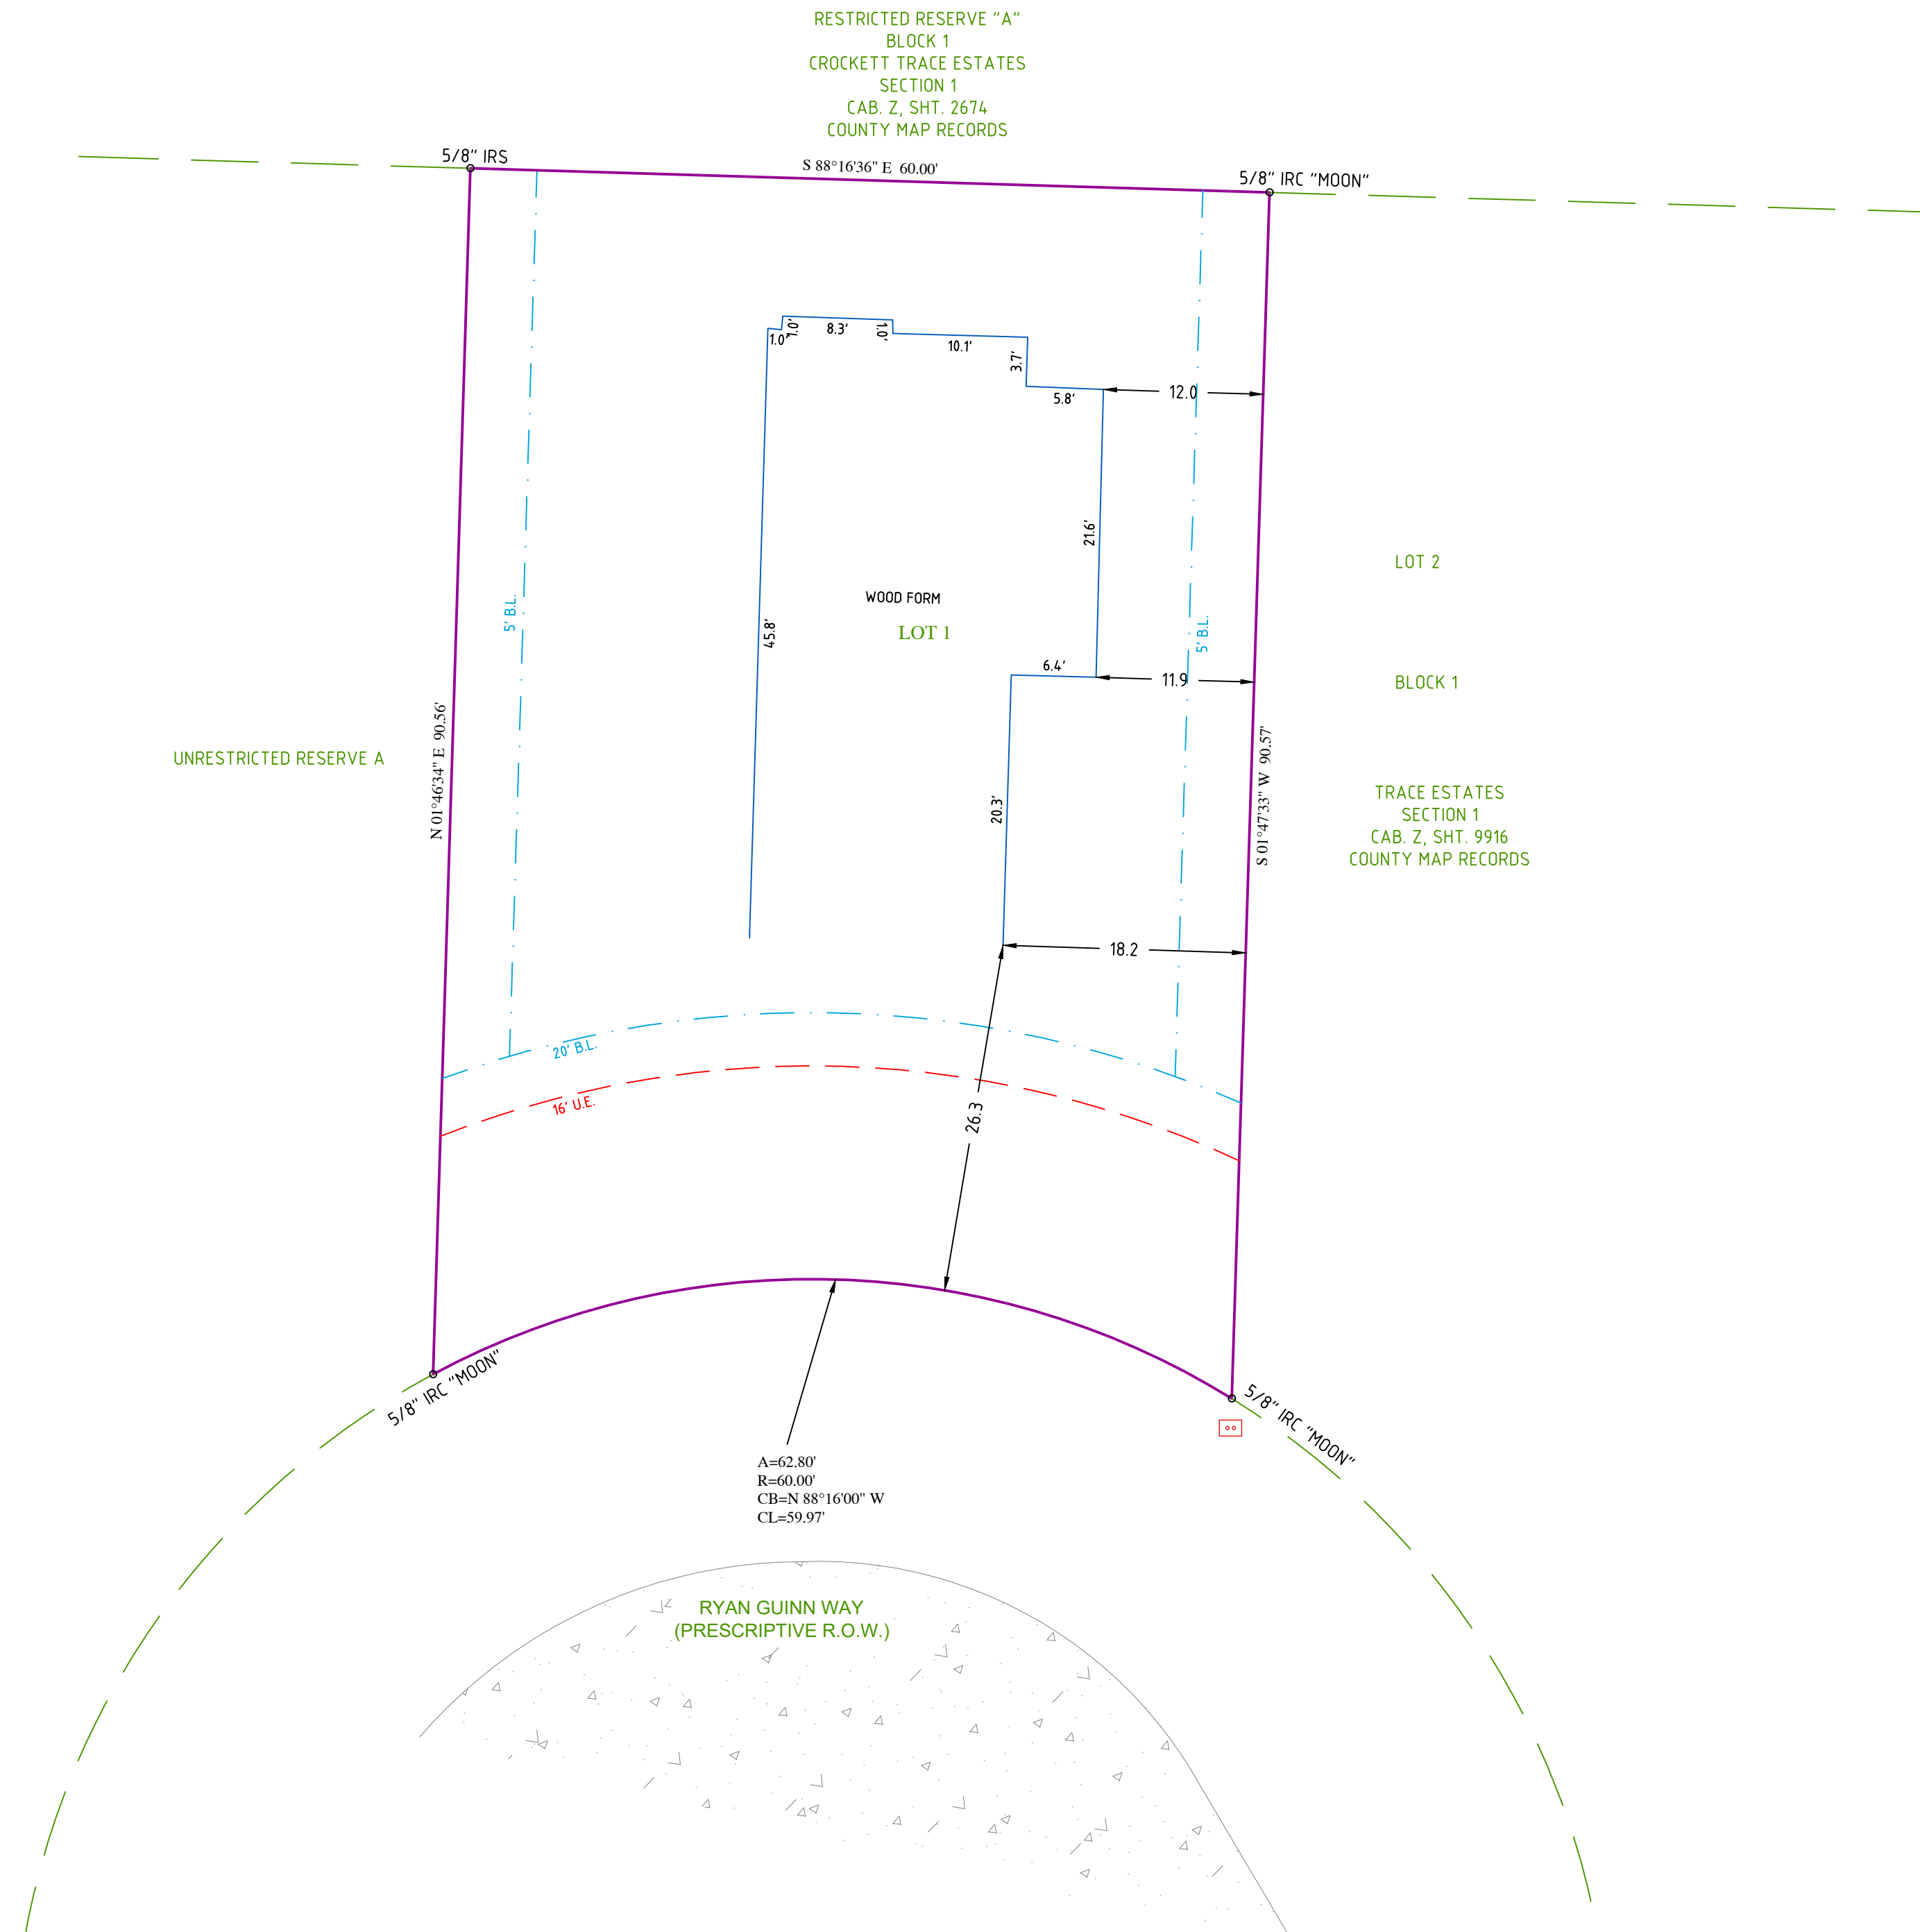 RESTRICTED RESERVE "A"
BLOCK 1
CROCKETT TRACE ESTATES
SECTION 1
CAB. Z, SHT. 2674
COUNTY MAP RECORDS
5/8" IRS
S 88°16'36" E 60.00'
5/8" IRC "MOON"
1.0'
1.0'
8.3'
1.0'
10.1'
3.7'
5.8'
12.0
21.6'
LOT 2
5' B.L.
WOOD FORM
LOT 1
45.8'
5' B.L.
6.4'
11.9
BLOCK 1
N 01°46'34" E 90.56'
UNRESTRICTED RESERVE A
20.3'
S 01°47'33" W 90.57'
TRACE ESTATES
SECTION 1
CAB. Z, SHT. 9916
COUNTY MAP RECORDS
18.2
20' B.L.
16' U.E.
26.3
5/8" IRC "MOON"
5/8" IRC "MOON"
A=62.80'
R=60.00'
CB=N 88°16'00" W
CL=59.97'
RYAN GUINN WAY
(PRESCRIPTIVE R.O.W.)